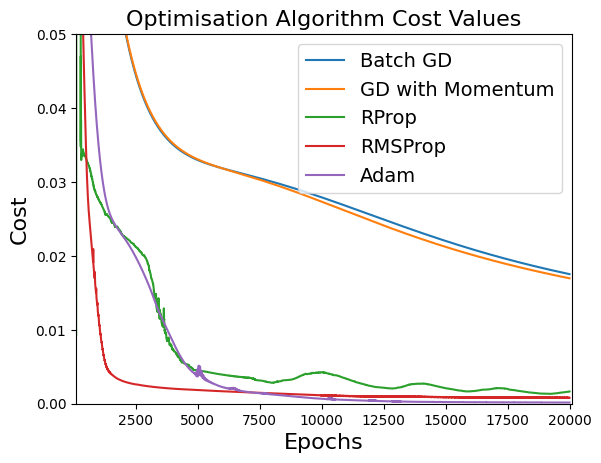 Optimisation Algorithm Cost Values
0.05
0.04
0.03
0.02
0.01
0.00
Cost
Batch GD
GD with Momentum
RProp
RMSProp
Adam
2500 5000 7500 10000 12500 15000 17500 20000
Epochs